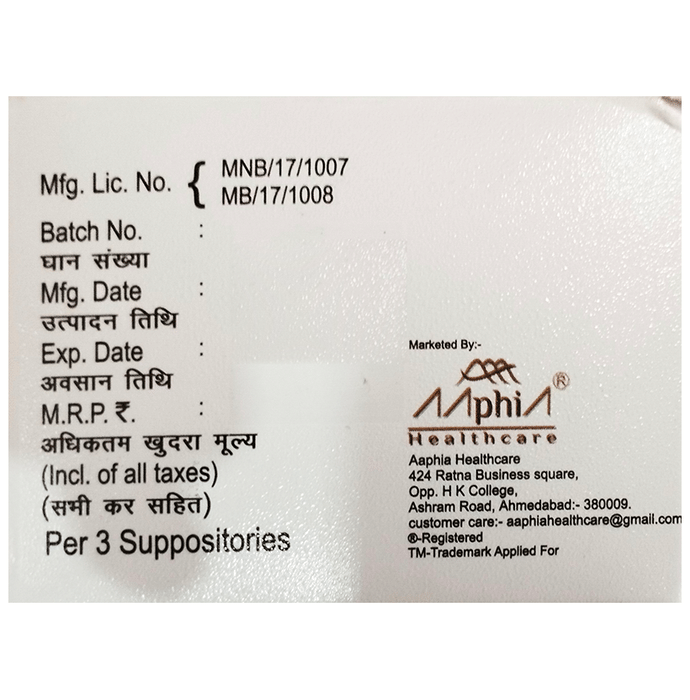 Mfg. Lic. No. { MNB/17/1007
MB/17/1008
Batch No. :
घान संख्या
Mfg. Date :
उत्पादन तिथि
Exp. Date :
अवसान तिथि
M.R.P. ₹. :
अधिकतम खुदरा मूल्य
(Incl. of all taxes)
(सभी कर सहित)
Per 3 Suppositories
Marketed By:-
AAphiA ®
Healthcare
Aaphia Healthcare
424 Ratna Business square,
Opp. H K College,
Ashram Road, Ahmedabad:- 380009.
customer care:- aaphiahealthcare@gmail.com
®-Registered
TM-Trademark Applied For